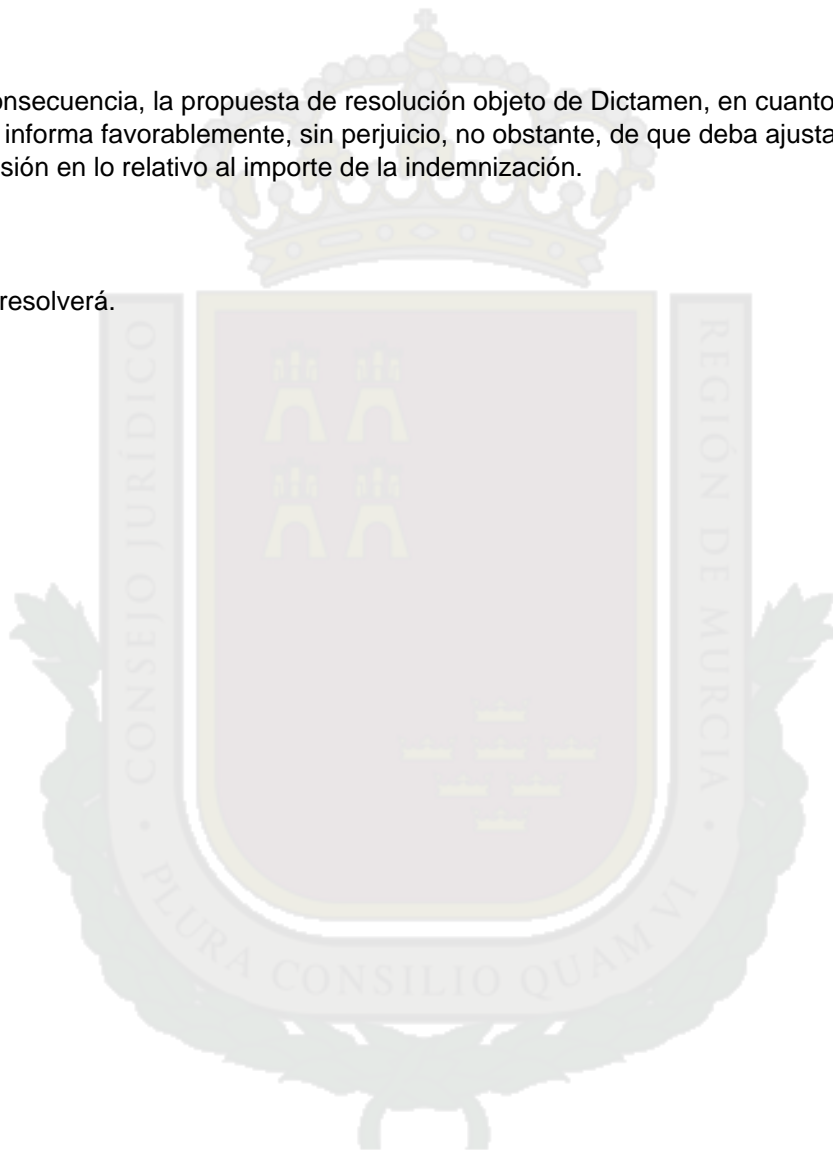 onsecuencia, la propuesta de resolución objeto de Dictamen, en cuanto
informa favorablemente, sin perjuicio, no obstante, de que deba ajusta
sión en lo relativo al importe de la indemnización.
resolverá.
CONSEJO JURÍDICO
REGIÓN DE MURCIA
PLURA CONSILIO QUAM VI